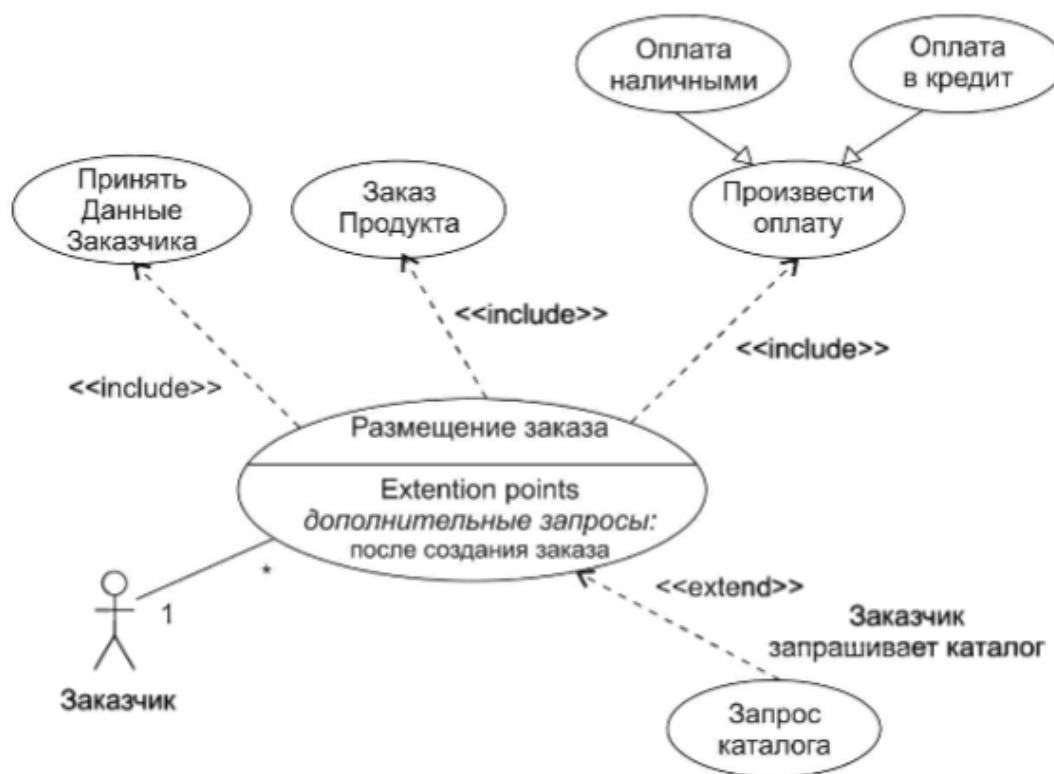 Оплата
наличными
Оплата
в кредит
Принять
Данные
Заказчика
Заказ
Продукта
Произвести
оплату
<<include>>
<<include>>
<<include>>
Размещение заказа
Extention points
дополнительные запросы:
после создания заказа
*
1
Заказчик
<<extend>>
Заказчик
запрашивает каталог
Запрос
каталога